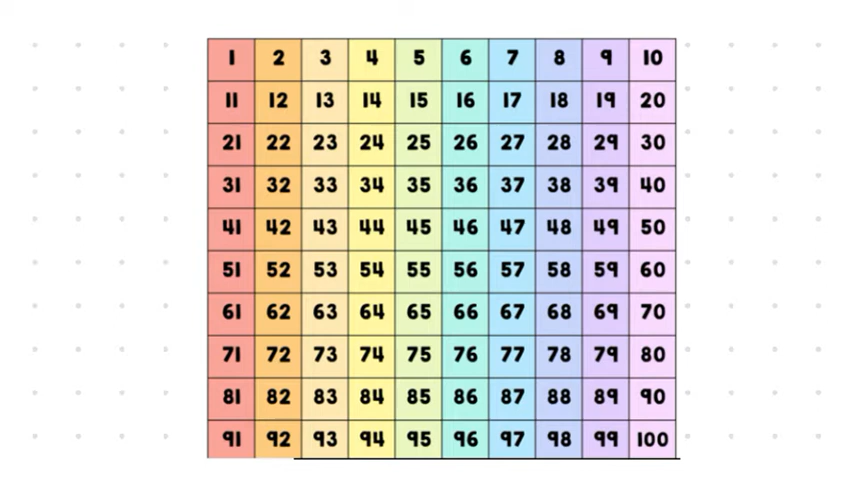 1 2 3 4 5 6 7 8 9 10
11 12 13 14 15 16 17 18 19 20
21 22 23 24 25 26 27 28 29 30
31 32 33 34 35 36 37 38 39 40
41 42 43 44 45 46 47 48 49 50
51 52 53 54 55 56 57 58 59 60
61 62 63 64 65 66 67 68 69 70
71 72 73 74 75 76 77 78 79 80
81 82 83 84 85 86 87 88 89 90
91 92 93 94 95 96 97 98 99 100